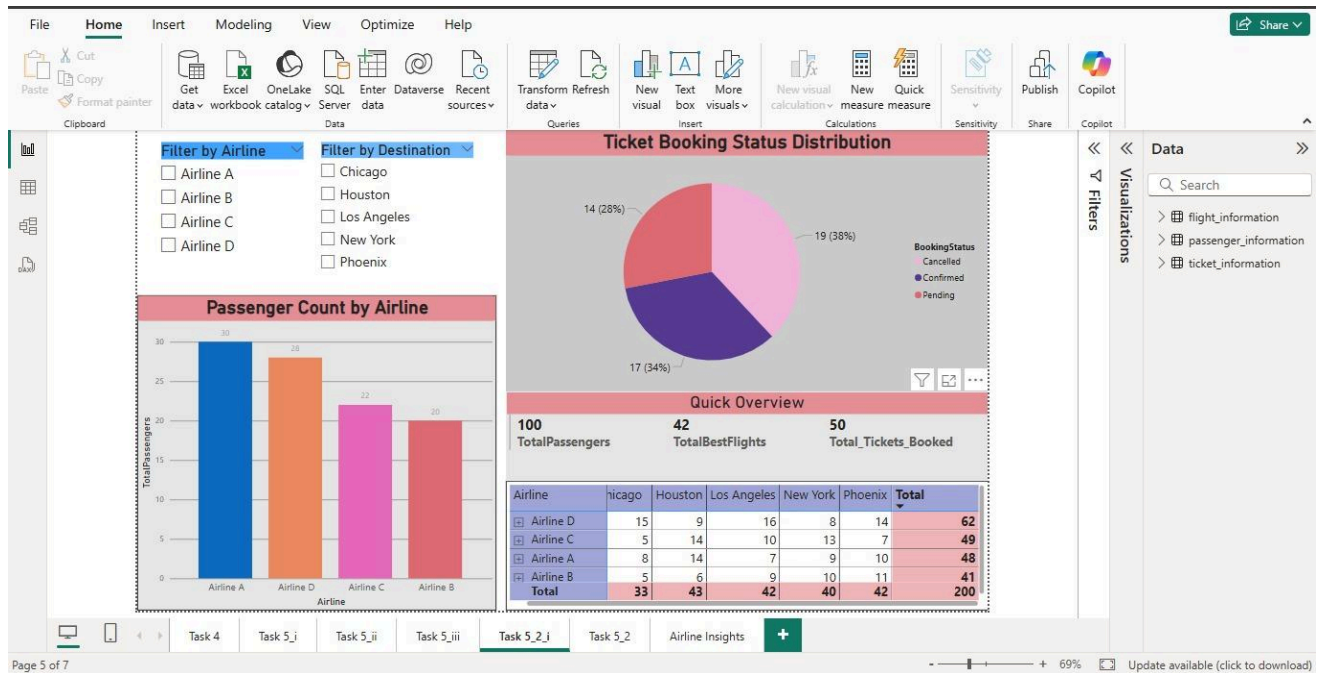 File Home Insert Modeling View Optimize Help Share
Paste
Cut
Copy
Format painter
Clipboard
Get data
Excel workbook
OneLake catalog
SQL Server
Enter data
Dataverse
Recent sources
Data
Transform data
Refresh
Queries
New visual
Text box
More visuals
Insert
New visual calculation
New measure
Quick measure
Calculations
Sensitivity
Sensitivity
Publish
Share
Copilot
Copilot
Filter by Airline
Airline A
Airline B
Airline C
Airline D
Filter by Destination
Chicago
Houston
Los Angeles
New York
Phoenix
Ticket Booking Status Distribution
14 (28%)
19 (38%)
17 (34%)
BookingStatus
Cancelled
Confirmed
Pending
Passenger Count by Airline
TotalPassengers
30
25
20
15
10
5
0
30
28
22
20
Airline A Airline D Airline C Airline B
Airline
Quick Overview
100 42 50
TotalPassengers TotalBestFlights Total_Tickets_Booked
Airline hicago Houston Los Angeles New York Phoenix Total
Airline D 15 9 16 8 14 62
Airline C 5 14 10 13 7 49
Airline A 8 14 7 9 10 48
Airline B 5 6 9 10 11 41
Total 33 43 42 40 42 200
Filters
Visualizations
Data
Search
flight_information
passenger_information
ticket_information
DAX
Task 4 Task 5_i Task 5_ii Task 5_iii Task 5_2_i Task 5_2 Airline Insights +
Page 5 of 7
- + 69% Update available (click to download)